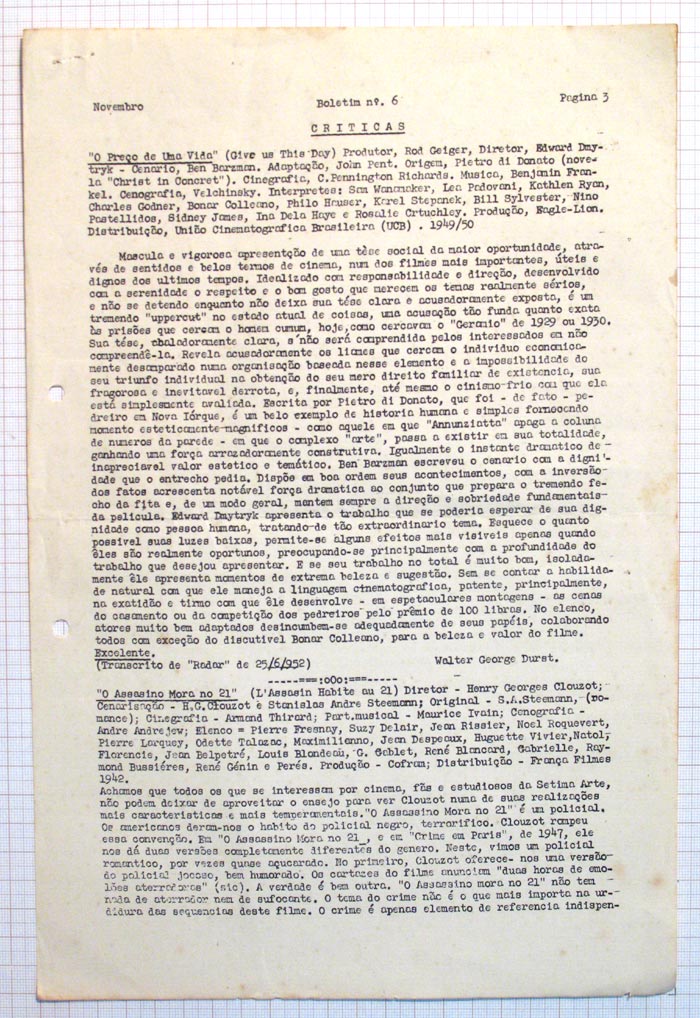 Novembro Boletim nº. 6 Pagina 3
C R I T I C A S
"O Preço de Uma Vida" (Give us This Day) Produtor, Rod Geiger, Diretor, Edward Dmy-
tryk - Cenario, Ben Barzman. Adaptação, John Pent. Origem, Pietro di Donato (nove-
la "Christ in Concret"). Cinegrafia, C.Pennington Richards. Musica, Benjamin Fran-
kel. Cenografia, Velchinsky. Interpretes: Sam Wanamaker, Lea Padovani, Kathlen Ryan,
Charles Godner, Bonar Colleano, Philo Hauser, Karel Stepanek, Bill Sylvester, Nino
Pastellidos, Sidney James, Ina Dela Haye e Rosalie Crtuchley. Produção, Eagle-Lion.
Distribuição, União Cinematografica Brasileira (UCB) . 1949/50
Mascula e vigorosa apresentção de uma tése social da maior oportunidade, atra-
vés de sentidos e belos termos de cinema, num dos filmes mais importantes, úteis e
dignos dos ultimos tempos. Idealizado com responsabilidade e direção, desenvolvido
com a serenidade o respeito e o bom gosto que merecem os temas realmente sérios,
e não se detendo enquanto não deixa sua tése clara e acusadoramente exposta, é um
tremendo "uppercut" no estado atual de coisas, uma acusação tão funda quanto exata
às prisões que cercam o homem cumum, hoje, como cercavam o "Geranio" de 1929 ou 1930.
Sua tése, abaladoramente clara, s'não será comprendida pelos interessados em não
compreendê-la. Revela acusadoramente os liames que cercam o individuo economica-
mente desamparado numa organisação baseada nesse elemento e a impossibilidade do
seu triunfo individual na obtenção do seu mero direito familiar de existencia, sua
fragorosa e inevitavel derrota, e, finalmente, até mesmo o cinismo-frio com que ela
está simplesmente avaliada. Escrita por Pietro di Donato, que foi - de fato - pe-
dreiro em Nova Iórque, é um belo exemplo de historia humana e simples fornecendo
momento esteticamente-magnificos - como aquele em que "Annunziatta" apaga a coluna
de numeros da parede - em que o complexo "arte", passa a existir em sua totalidade,
ganhando uma força arrazadoramente construtiva. Igualmente o instante dramatico de-
inapreciavel valor estetico e temático. Ben Barzman escreveu o cenario com a digni'-
dade que o entrecho pedia. Dispôs em boa ordem seus acontecimentos, com a inversão-
dos fatos acrescenta notável força dramatica ao conjunto que prepara o tremendo fe-
cho da fita e, de um modo geral, mantem sempre a direção e sobriedade fundamentais-
da pelicula. Edward Dmytryk apresenta o trabalho que se poderia esperar de sua dig-
nidade como pessoa humana, tratando-de tão extraordinario tema. Esquece o quanto
possivel suas luzes baixas, permite-se alguns efeitos mais visiveis apenas quando
êles são realmente oportunos, preocupando-se principalmente com a profundidade do
trabalho que desejou apresentar. E se seu trabalho no total é muito bom, isolada-
mente êle apresenta momentos de extrema beleza e sugestão. Sem se contar a habilida-
de natural com que ele maneja a linguagem cinematografica, patente, principalmente,
na exatidão e tirmo com que êle desenvolve - em espetaculares montagens - as cenas
do casamento ou da competição dos pedreiros pelo prêmio de 100 libras. No elenco,
atores muito bem adaptados desincumbem-se adequadamente de seus papéis, colaborando
todos com exceção do discutivel Bonar Colleano, para a beleza e valor do filme.
Excelente.
(Transcrito de "Radar" de 25/6/952) Walter George Durst.
-----===:oOo:===-----
"O Assasino Mora no 21" (L'Assasin Habite au 21) Diretor - Henry Georges Clouzot;
Cenarisação - H.G.Clouzot e Stanislas Andre Steemann; Original - S.A.Steemann, (ro-
mance); Cinegrafia - Armand Thirard; Part.musical - Maurice Ivain; Cenografia -
Andre Andrejew; Elenco = Pierre Fresnay, Suzy Delair, Jean Rissier, Noel Roquevert,
Pierre Larquey, Odette Talazac, Maximilienno, Jean Despeaux, Huguette Vivier, Natol,
Florencie, Jean Belpetré, Louis Blondeaú, G. Gablet, René Blancard, Gabrielle, Ray-
mond Bussiéres, René Génin e Perés. Produção - Cofram; Distribuição - França Filmes
1942.
Achamos que todos os que se interessam por cinema, fãs e estudiosos da Setima Arte,
não podem deixar de aproveitar o ensejo para ver Clouzot numa de suas realizações
mais caracteristicas e mais temperamentais."O Assasino Mora no 21" é um policial.
Os americanos deram-nos o habito do policial negro, terrorifico. Clouzot rompeu
essa convenção. Em "O Assasino Mora no 21_, e em "Crime em Paris", de 1947, ele
nos dá duas versões completamente diferentes do genero. Neste, vimos um policial
romantico, por vezes quase açucarado. No primeiro, Clouzot oferece- nos uma versão-
do policial jocoso, bem humorado. Os cartazes do filme anunciam "duas horas de emo-
lões aterradoras" (sic). A verdade é bem outra. "O Assasino mora no 21" não tem
nada de aterrador nem de sufocante. O tema do crime não é o que mais importa na ur-
didura das sequencias deste filme. O crime é apenas elemento de referencia indispen-